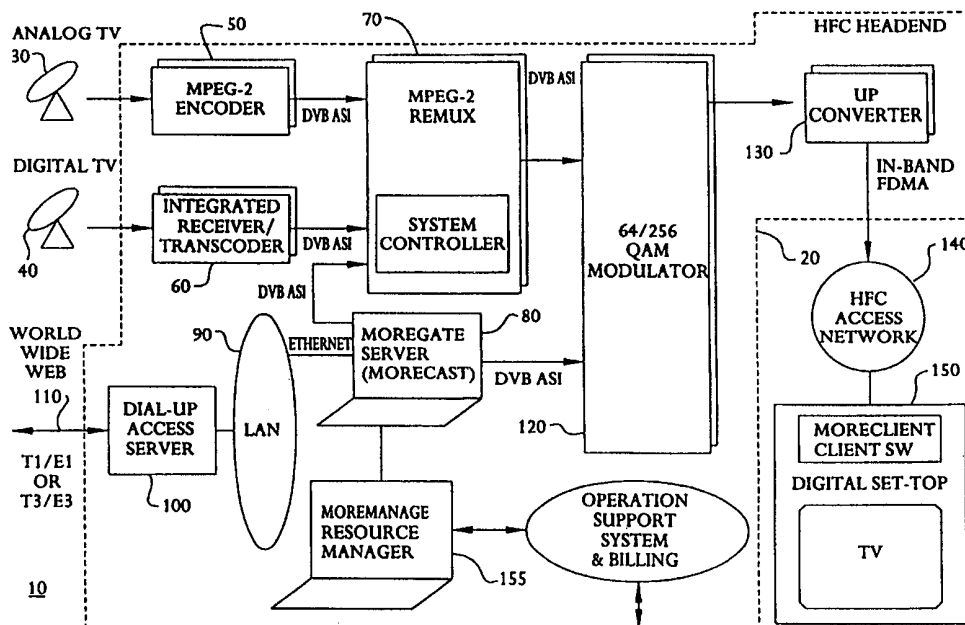 ANALOG TV
30
50
MPEG-2
ENCODER
DVB ASI
70
MPEG-2
REMUX
SYSTEM
CONTROLLER
DVB ASI
HFC HEADEND
UP
CONVERTER
130
IN-BAND
FDMA
DIGITAL TV
40
INTEGRATED
RECEIVER/
TRANSCODER
60
DVB ASI
DVB ASI
64/256
QAM
MODULATOR
120
20
140
HFC
ACCESS
NETWORK
WORLD
WIDE
WEB
110
T1/E1
OR
T3/E3
DIAL-UP
ACCESS
SERVER
100
90
LAN
ETHERNET
80
MOREGATE
SERVER
(MORECAST)
DVB ASI
150
MORECLIENT
CLIENT SW
DIGITAL SET-TOP
TV
MOREMANAGE
RESOURCE
MANAGER
155
OPERATION
SUPPORT
SYSTEM
& BILLING
10